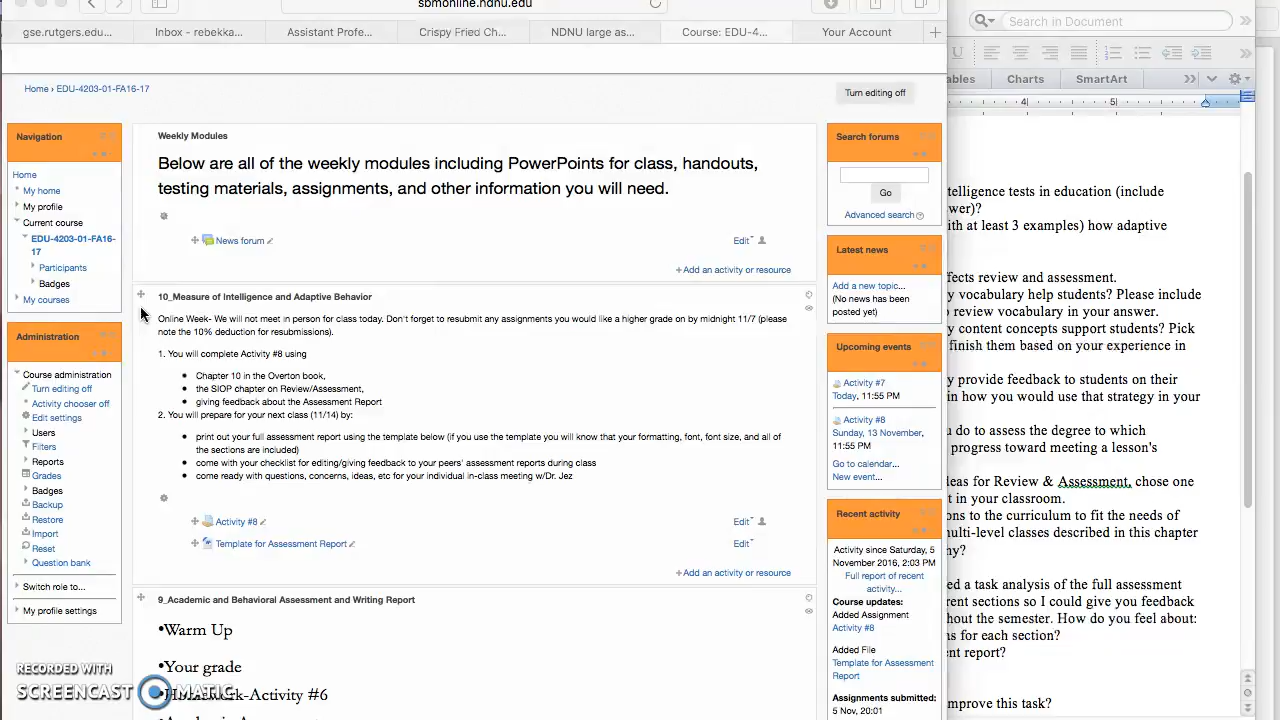 sbmonline.ndnu.edu
gse.rutgers.edu...
Inbox - rebekka...
Assistant Profe...
Crispy Fried Ch...
NDNU large as...
Course: EDU-4...
Your Account
Home › EDU-4203-01-FA16-17
Turn editing off
Navigation
Home
My home
My profile
Current course
EDU-4203-01-FA16-
17
Participants
Badges
My courses
Administration
Course administration
Turn editing off
Activity chooser off
Edit settings
Users
Filters
Reports
Grades
Badges
Backup
Restore
Import
Reset
Question bank
Switch role to...
My profile settings
Weekly Modules
Below are all of the weekly modules including PowerPoints for class, handouts,
testing materials, assignments, and other information you will need.
News forum
Edit
+Add an activity or resource
10_Measure of Intelligence and Adaptive Behavior
Online Week- We will not meet in person for class today. Don't forget to resubmit any assignments you would like a higher grade on by midnight 11/7 (please
note the 10% deduction for resubmissions).
1. You will complete Activity #8 using
• Chapter 10 in the Overton book,
• the SIOP chapter on Review/Assessment,
• giving feedback about the Assessment Report
2. You will prepare for your next class (11/14) by:
• print out your full assessment report using the template below (if you use the template you will know that your formatting, font, font size, and all of
the sections are included)
• come with your checklist for editing/giving feedback to your peers' assessment reports during class
• come ready with questions, concerns, ideas, etc for your individual in-class meeting w/Dr. Jez
Activity #8
Edit
Template for Assessment Report
Edit
+Add an activity or resource
9_Academic and Behavioral Assessment and Writing Report
•Warm Up
•Your grade
•Homework-Activity #6
Search forums
Go
Advanced search
Latest news
Add a new topic...
(No news has been
posted yet)
Upcoming events
Activity #7
Today, 11:55 PM
Activity #8
Sunday, 13 November,
11:55 PM
Go to calendar...
New event...
Recent activity
Activity since Saturday, 5
November 2016, 2:03 PM
Full report of recent
activity...
Course updates:
Added Assignment
Activity #8
Added File
Template for Assessment
Report
Assignments submitted:
5 Nov, 20:01
Search in Document
ables
Charts
SmartArt
4
5
telligence tests in education (include
wer)?
ith at least 3 examples) how adaptive
fects review and assessment.
y vocabulary help students? Please include
o review vocabulary in your answer.
y content concepts support students? Pick
finish them based on your experience in
y provide feedback to students on their
in how you would use that strategy in your
u do to assess the degree to which
progress toward meeting a lesson's
eas for Review & Assessment, chose one
t in your classroom.
ons to the curriculum to fit the needs of
multi-level classes described in this chapter
ny?
ed a task analysis of the full assessment
rent sections so I could give you feedback
hout the semester. How do you feel about:
ns for each section?
ent report?
mprove this task?
RECORDED WITH
SCREENCAST MATIC